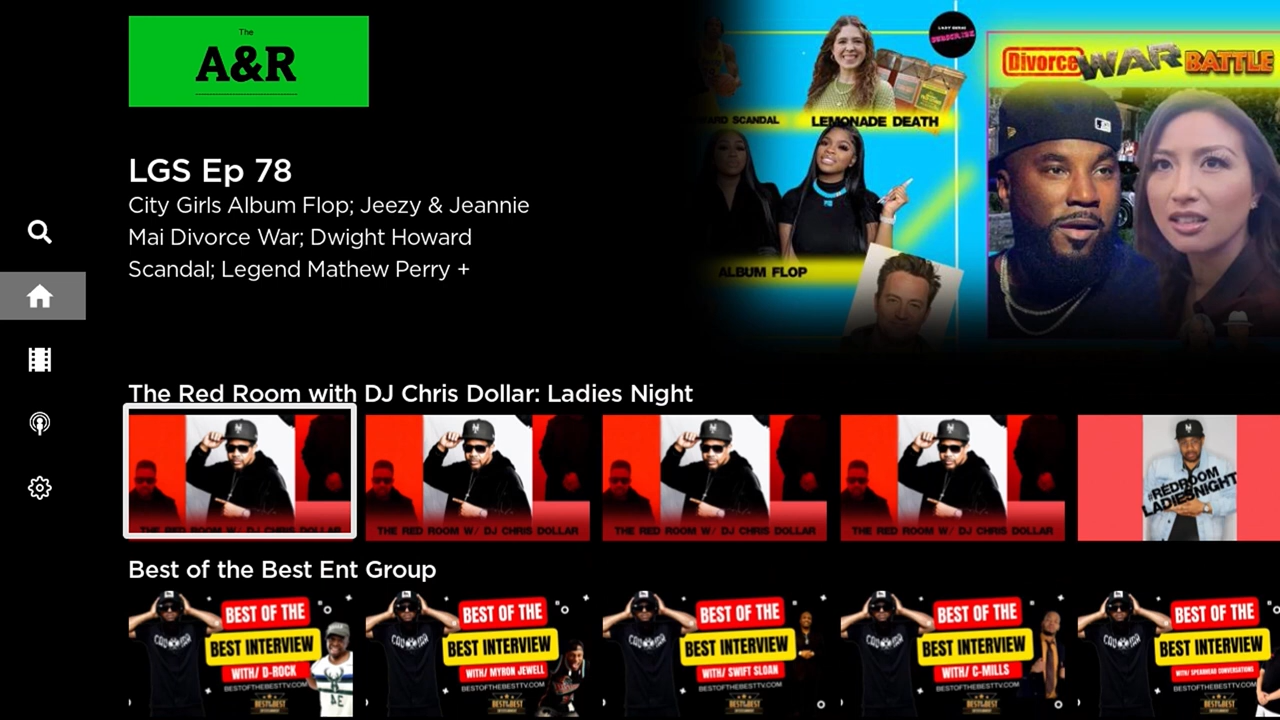 The
A&R
LGS Ep 78
City Girls Album Flop; Jeezy & Jeannie
Mai Divorce War; Dwight Howard
Scandal; Legend Mathew Perry +
SUBSCRIBE
Divorce WAR BATTLE
SCANDAL
LEMONADE DEATH
ALBUM FLOP
The Red Room with DJ Chris Dollar: Ladies Night
THE RED ROOM W/ DJ CHRIS DOLLAR
THE RED ROOM W/ DJ CHRIS DOLLAR
THE RED ROOM W/ DJ CHRIS DOLLAR
THE RED ROOM W/ DJ CHRIS DOLLAR
#REDROOM
LADIESNIGHT
Best of the Best Ent Group
BEST OF THE
BEST INTERVIEW
WITH/ D-ROCK
BESTOFTHEBESTTV.COM
BEST OF THE
BEST INTERVIEW
WITH/ MYRON JEWELL
BESTOFTHEBESTTV.COM
BEST OF THE
BEST INTERVIEW
WITH/ SWIFT SLOAN
BESTOFTHEBESTTV.COM
BEST OF THE
BEST INTERVIEW
WITH/ C-MILLS
BESTOFTHEBESTTV.COM
BEST OF THE
BEST INTERVIEW
WITH/ SPEARHEAD CONVERSATIONS
BESTOFTHEBESTTV.COM